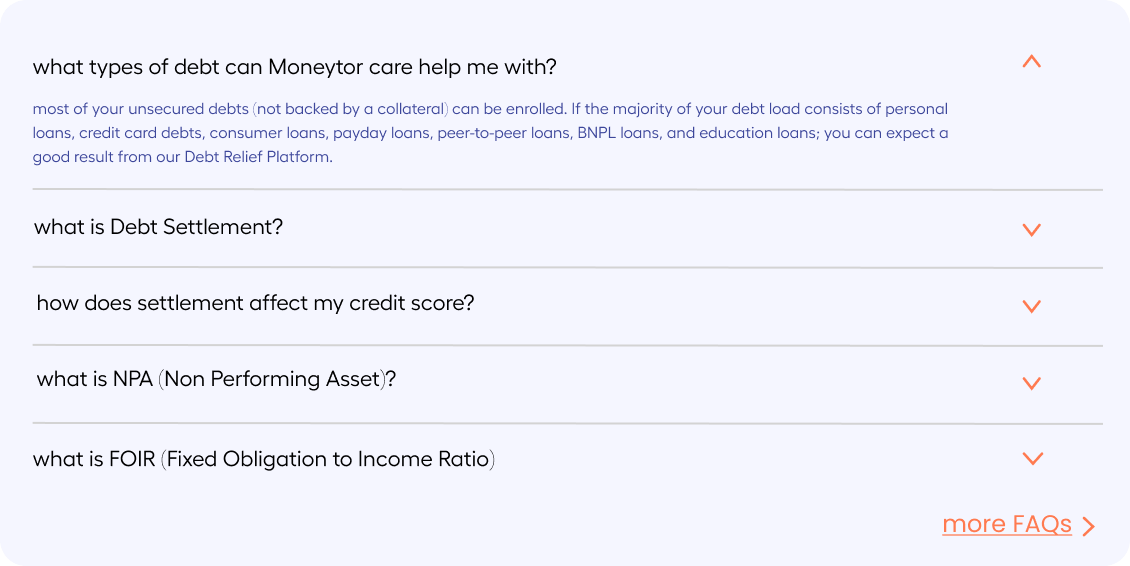 what types of debt can Moneytor care help me with?
most of your unsecured debts (not backed by a collateral) can be enrolled. If the majority of your debt load consists of personal
loans, credit card debts, consumer loans, payday loans, peer-to-peer loans, BNPL loans, and education loans; you can expect a
good result from our Debt Relief Platform.
what is Debt Settlement?
how does settlement affect my credit score?
what is NPA (Non Performing Asset)?
what is FOIR (Fixed Obligation to Income Ratio)
more FAQs